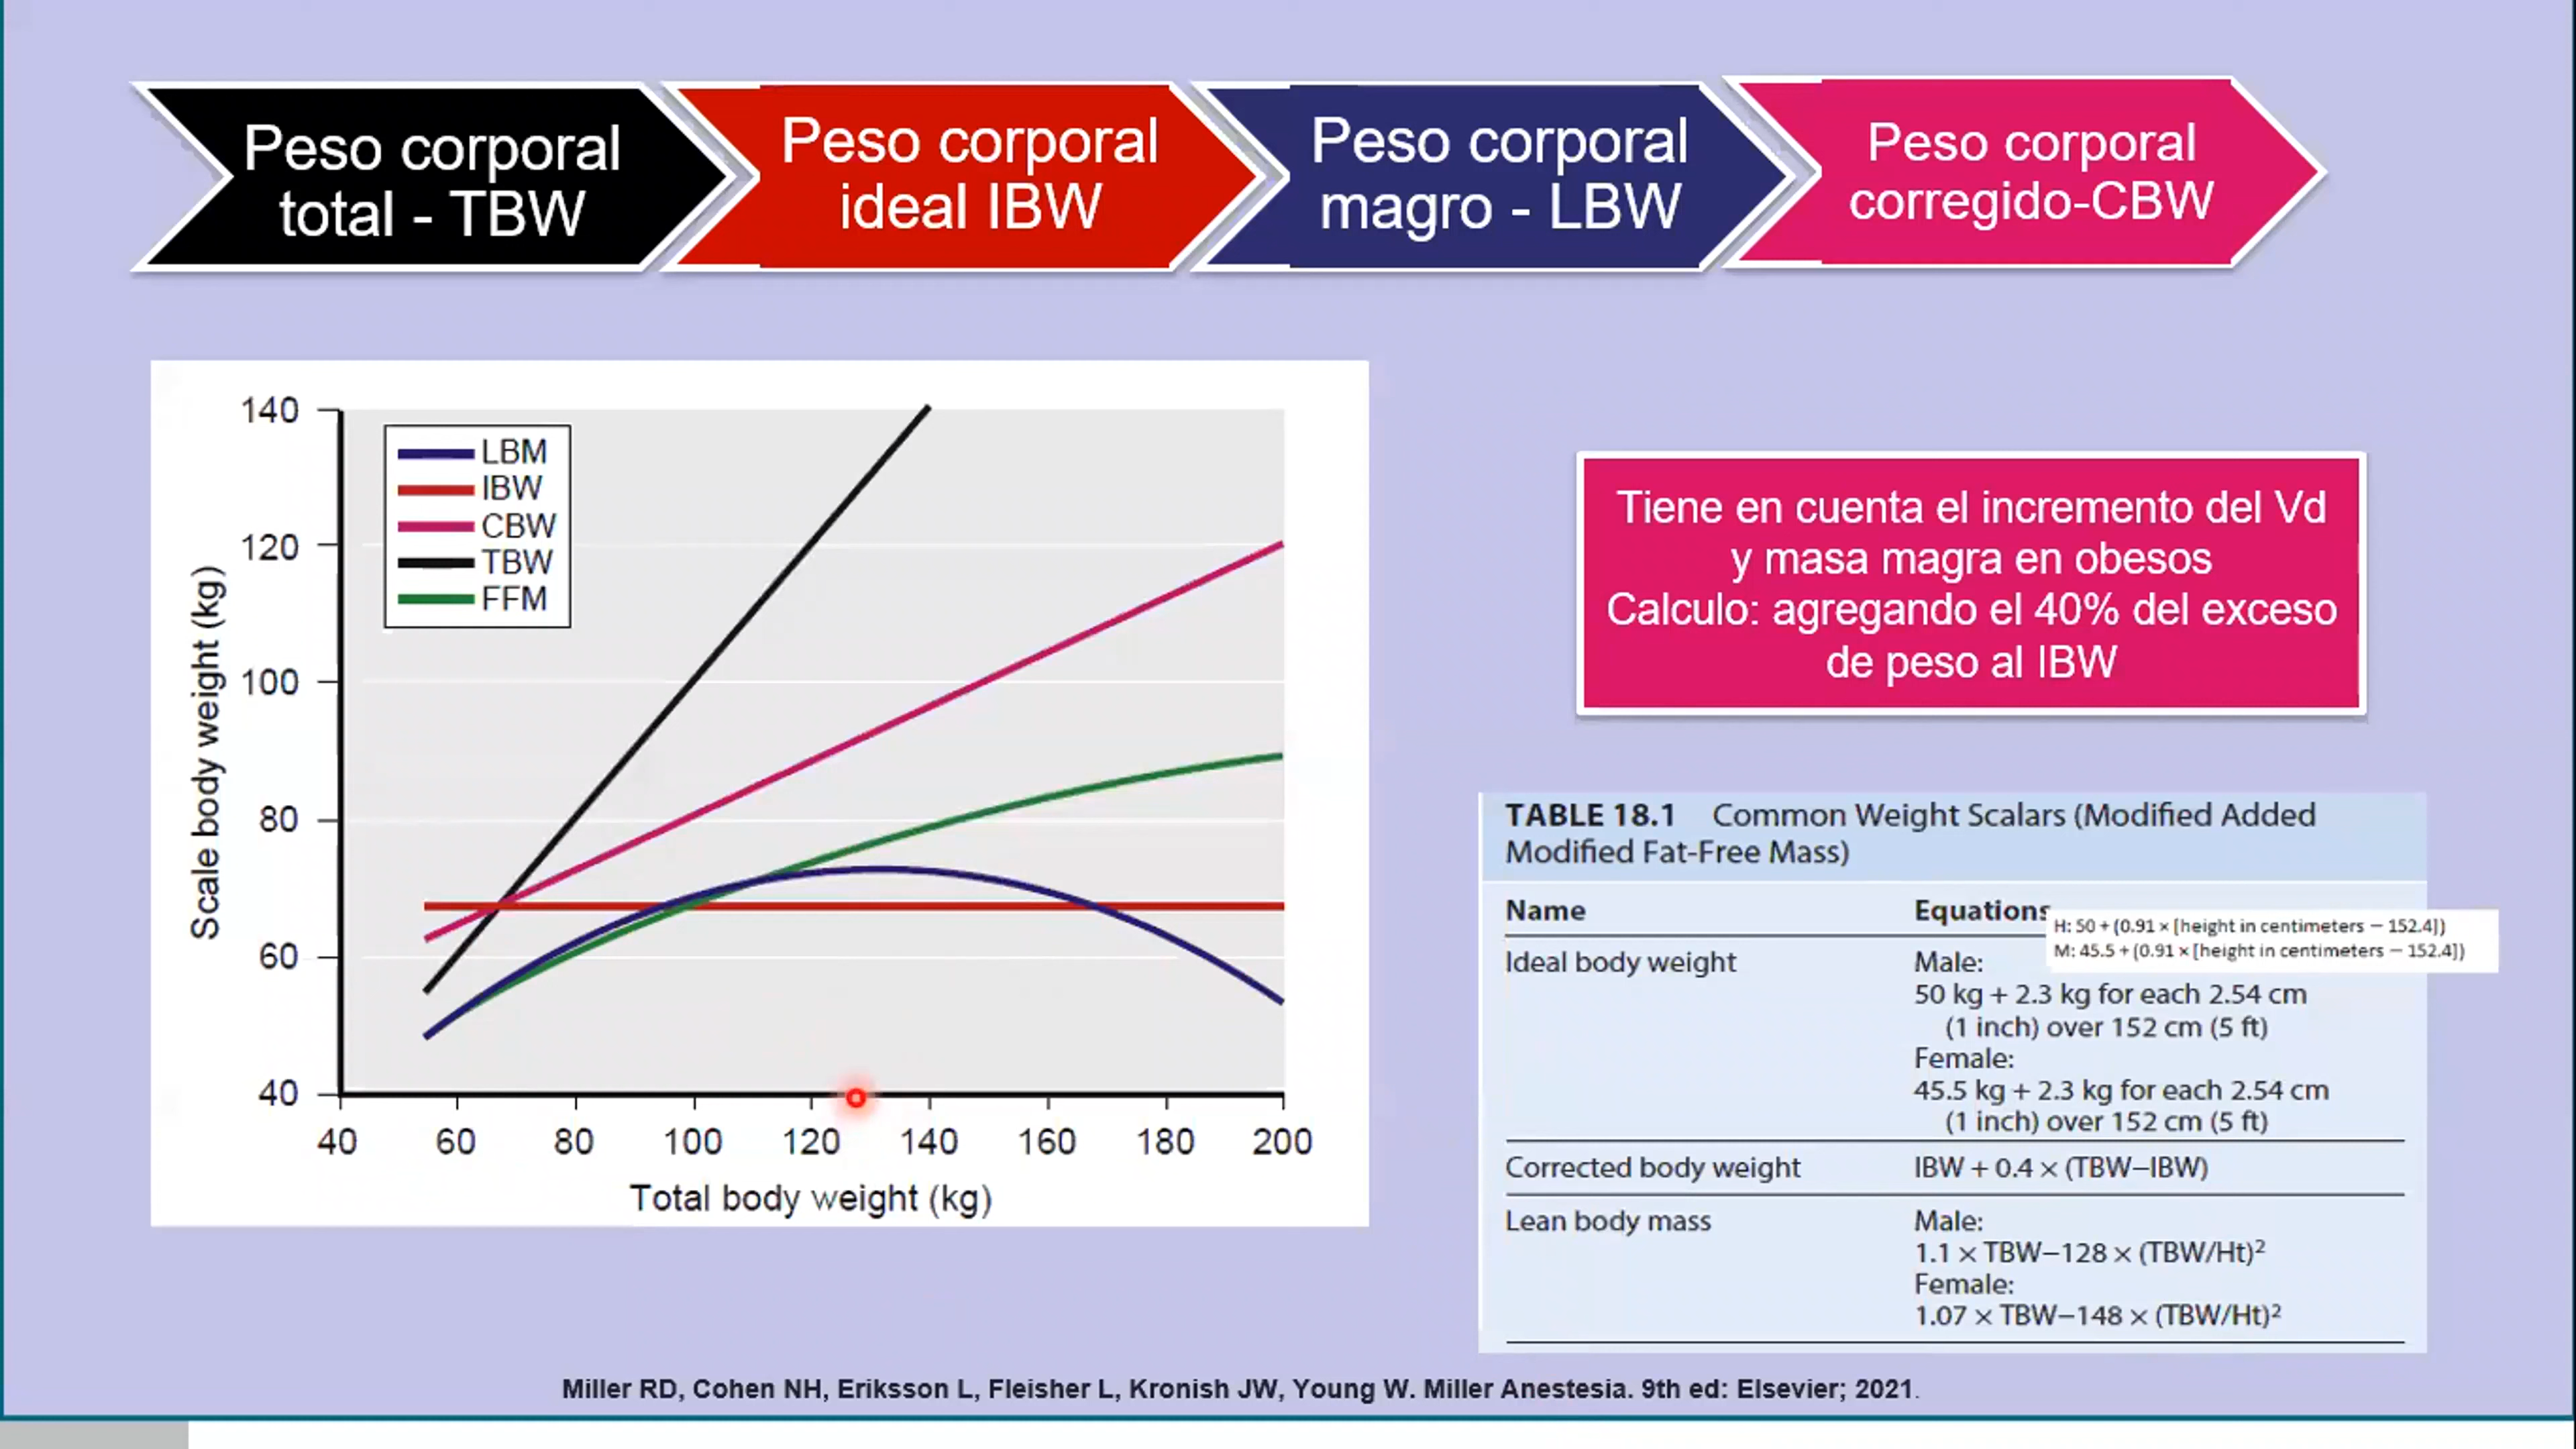 Peso corporal
total - TBW
Peso corporal
ideal IBW
Peso corporal
magro - LBW
Peso corporal
corregido-CBW
140
120
100
80
60
40
Scale body weight (kg)
LBM
IBW
CBW
TBW
FFM
40 60 80 100 120 140 160 180 200
Total body weight (kg)
Tiene en cuenta el incremento del Vd
y masa magra en obesos
Calculo: agregando el 40% del exceso
de peso al IBW
TABLE 18.1 Common Weight Scalars (Modified Added
Modified Fat-Free Mass)
Name Equations
H: 50 + (0.91 × [height in centimeters − 152.4])
M: 45.5 + (0.91 × [height in centimeters − 152.4])
Ideal body weight Male:
50 kg + 2.3 kg for each 2.54 cm
(1 inch) over 152 cm (5 ft)
Female:
45.5 kg + 2.3 kg for each 2.54 cm
(1 inch) over 152 cm (5 ft)
Corrected body weight IBW + 0.4 × (TBW–IBW)
Lean body mass Male:
1.1 × TBW–128 × (TBW/Ht)²
Female:
1.07 × TBW–148 × (TBW/Ht)²
Miller RD, Cohen NH, Eriksson L, Fleisher L, Kronish JW, Young W. Miller Anestesia. 9th ed: Elsevier; 2021.